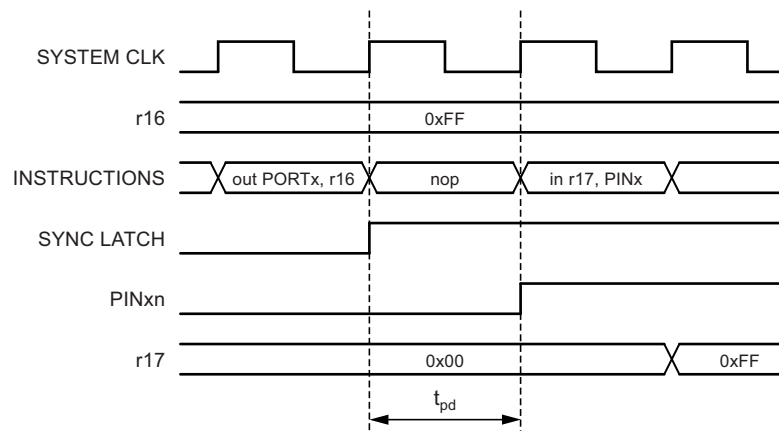 SYSTEM CLK
r16 0xFF
INSTRUCTIONS out PORTx, r16 nop in r17, PINx
SYNC LATCH
PINxn
r17 0x00 0xFF
tpd